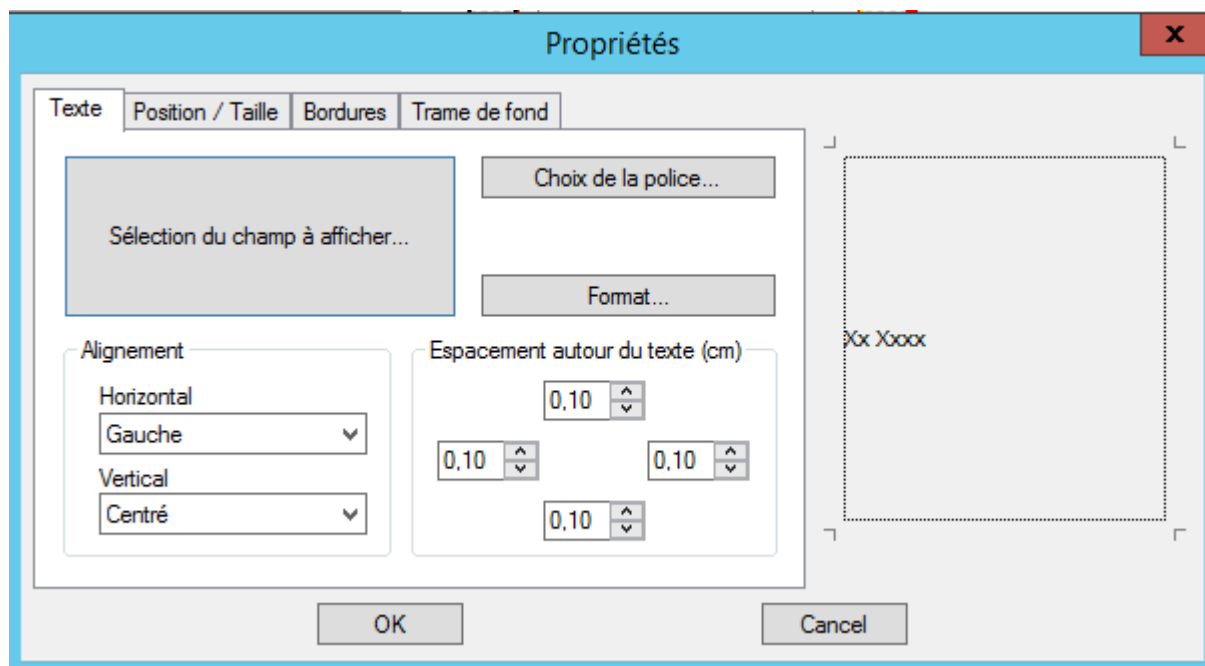 Propriétés
x
Texte
Position / Taille
Bordures
Trame de fond
Sélection du champ à afficher...
Choix de la police...
Format...
Alignement
Horizontal
Gauche
Vertical
Centré
Espacement autour du texte (cm)
0,10
0,10 0,10
0,10
Xx Xxxx
OK
Cancel